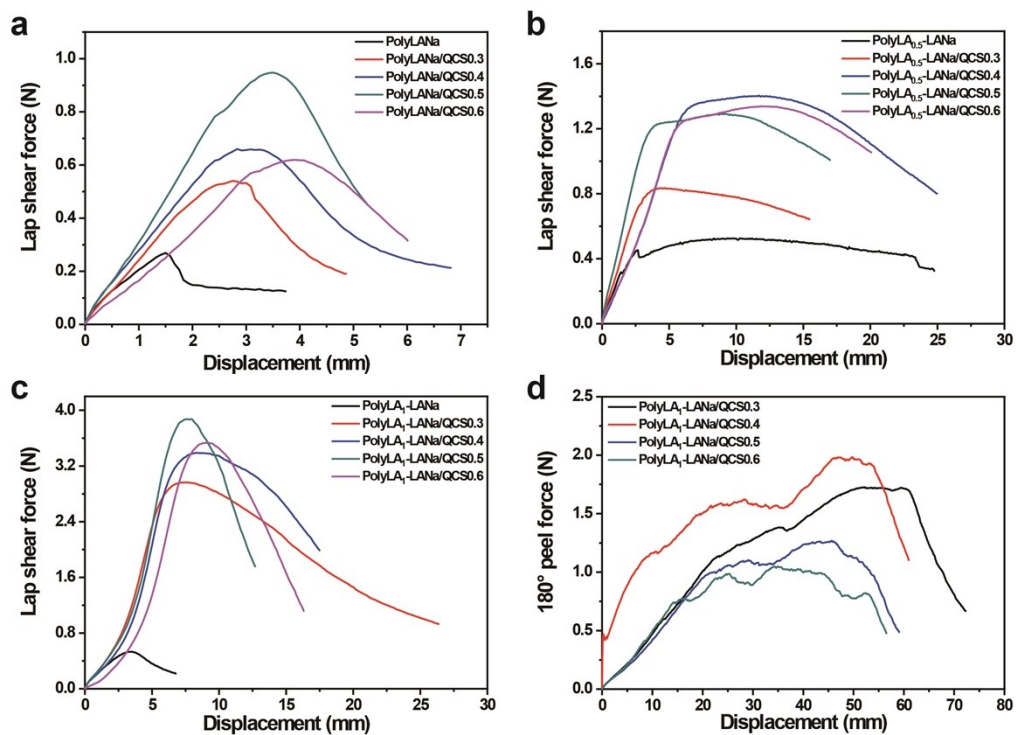 a
PolyLANa
PolyLANa/QCS0.3
PolyLANa/QCS0.4
PolyLANa/QCS0.5
PolyLANa/QCS0.6
Lap shear force (N)
1.0
0.8
0.6
0.4
0.2
0.0
0 1 2 3 4 5 6 7
Displacement (mm)
b
PolyLA0.5-LANa
PolyLA0.5-LANa/QCS0.3
PolyLA0.5-LANa/QCS0.4
PolyLA0.5-LANa/QCS0.5
PolyLA0.5-LANa/QCS0.6
Lap shear force (N)
1.6
1.2
0.8
0.4
0.0
0 5 10 15 20 25 30
Displacement (mm)
c
PolyLA1-LANa
PolyLA1-LANa/QCS0.3
PolyLA1-LANa/QCS0.4
PolyLA1-LANa/QCS0.5
PolyLA1-LANa/QCS0.6
Lap shear force (N)
4.0
3.2
2.4
1.6
0.8
0.0
0 5 10 15 20 25 30
Displacement (mm)
d
PolyLA1-LANa/QCS0.3
PolyLA1-LANa/QCS0.4
PolyLA1-LANa/QCS0.5
PolyLA1-LANa/QCS0.6
180° peel force (N)
2.5
2.0
1.5
1.0
0.5
0.0
0 10 20 30 40 50 60 70 80
Displacement (mm)